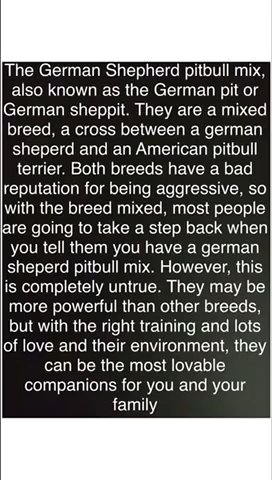 The German Shepherd pitbull mix,
also known as the German pit or
German sheppit. They are a mixed
breed, a cross between a german
sheperd and an American pitbull
terrier. Both breeds have a bad
reputation for being aggressive, so
with the breed mixed, most people
are going to take a step back when
you tell them you have a german
sheperd pitbull mix. However, this
is completely untrue. They may be
more powerful than other breeds,
but with the right training and lots
of love and their environment, they
can be the most lovable
companions for you and your
family